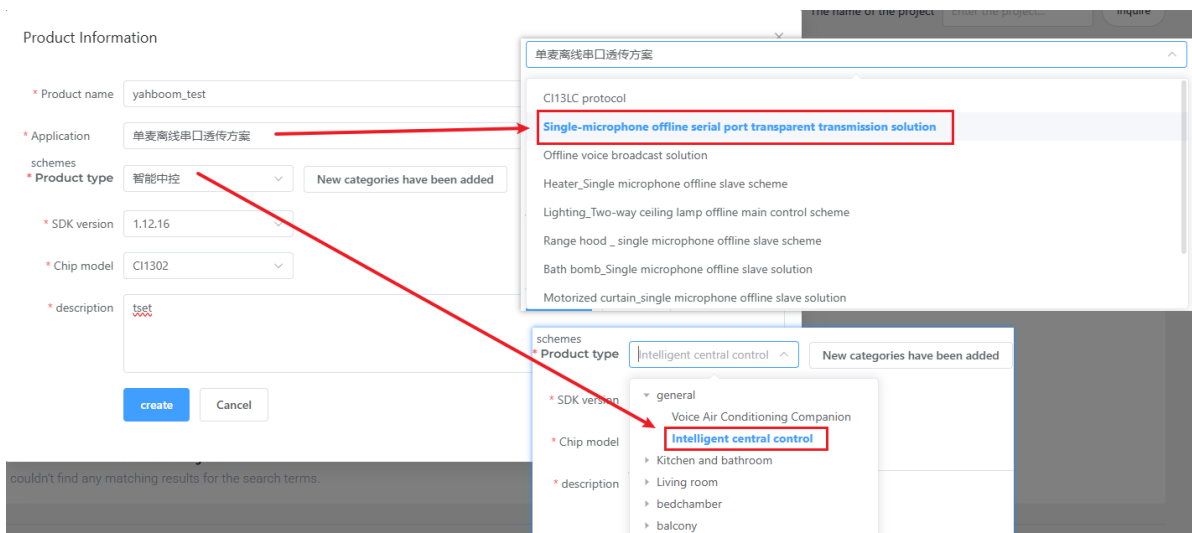 The name of the project Enter the project... Inquire
Product Information
* Product name yahboom_test
* Application 单麦离线串口透传方案
schemes
* Product type 智能中控 New categories have been added
* SDK version 1.12.16
* Chip model CI1302
* description tset
create Cancel
单麦离线串口透传方案
CI13LC protocol
Single-microphone offline serial port transparent transmission solution
Offline voice broadcast solution
Heater_Single microphone offline slave scheme
Lighting_Two-way ceiling lamp offline main control scheme
Range hood _ single microphone offline slave scheme
Bath bomb_Single microphone offline slave solution
Motorized curtain_single microphone offline slave solution
schemes
* Product type Intelligent central control New categories have been added
* SDK version
* Chip model
* description
general
Voice Air Conditioning Companion
Intelligent central control
Kitchen and bathroom
Living room
bedchamber
balcony
couldn't find any matching results for the search terms.